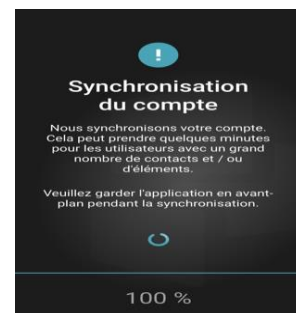 !
Synchronisation
du compte
Nous synchronisons votre compte.
Cela peut prendre quelques minutes
pour les utilisateurs avec un grand
nombre de contacts et / ou
d'éléments.
Veuillez garder l'application en avant-
plan pendant la synchronisation.
100 %